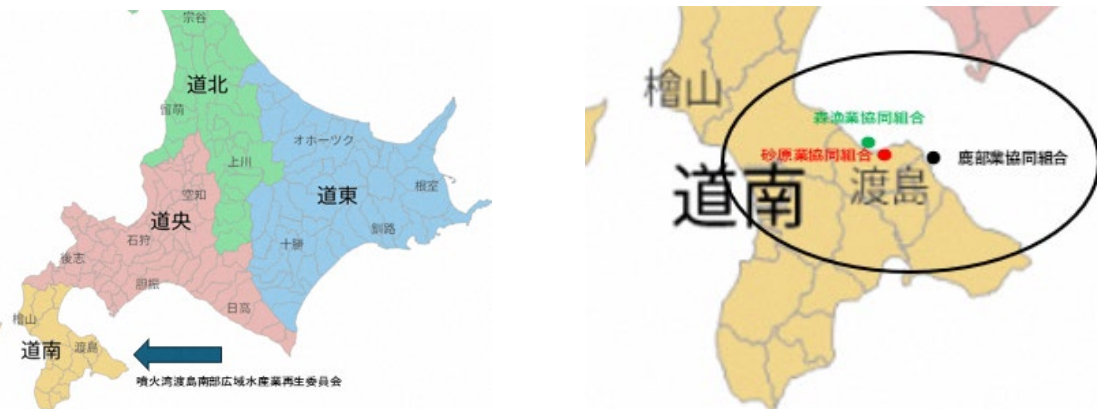 宗谷
道北
留萌
上川
オホーツク
根室
道東
空知
道央
釧路
石狩
十勝
後志
胆振
日高
檜山
道南
渡島
噴火湾渡島南部広域水産業再生委員会
檜山
森漁業協同組合
砂原業協同組合
鹿部業協同組合
道南
渡島